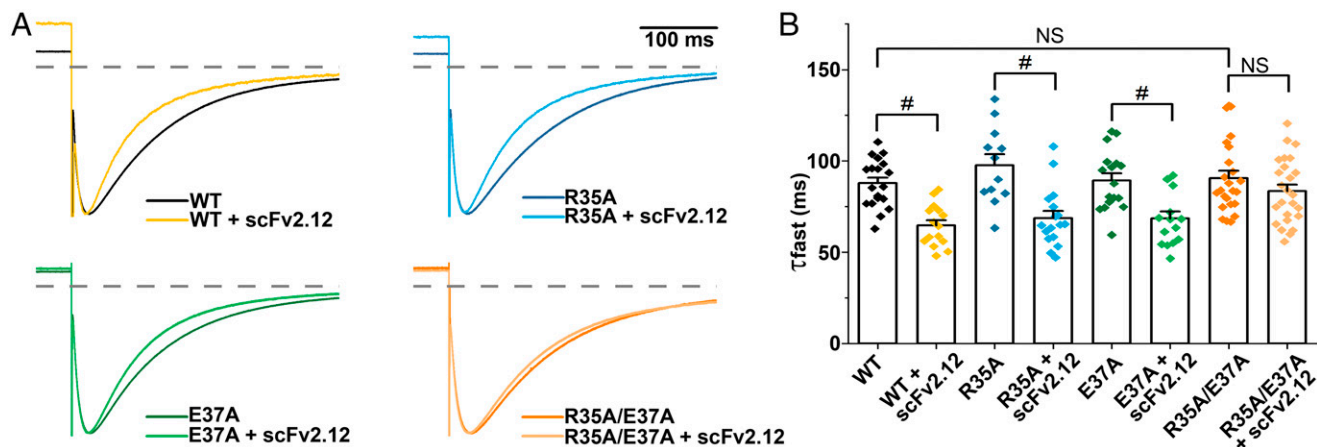 A
100 ms
WT
WT + scFv2.12
R35A
R35A + scFv2.12
E37A
E37A + scFv2.12
R35A/E37A
R35A/E37A + scFv2.12
B
NS
NS
#
#
#
150
100
50
0
τfast (ms)
WT
WT +
scFv2.12
R35A
R35A +
scFv2.12
E37A
E37A +
scFv2.12
R35A/E37A
R35A/E37A
+ scFv2.12